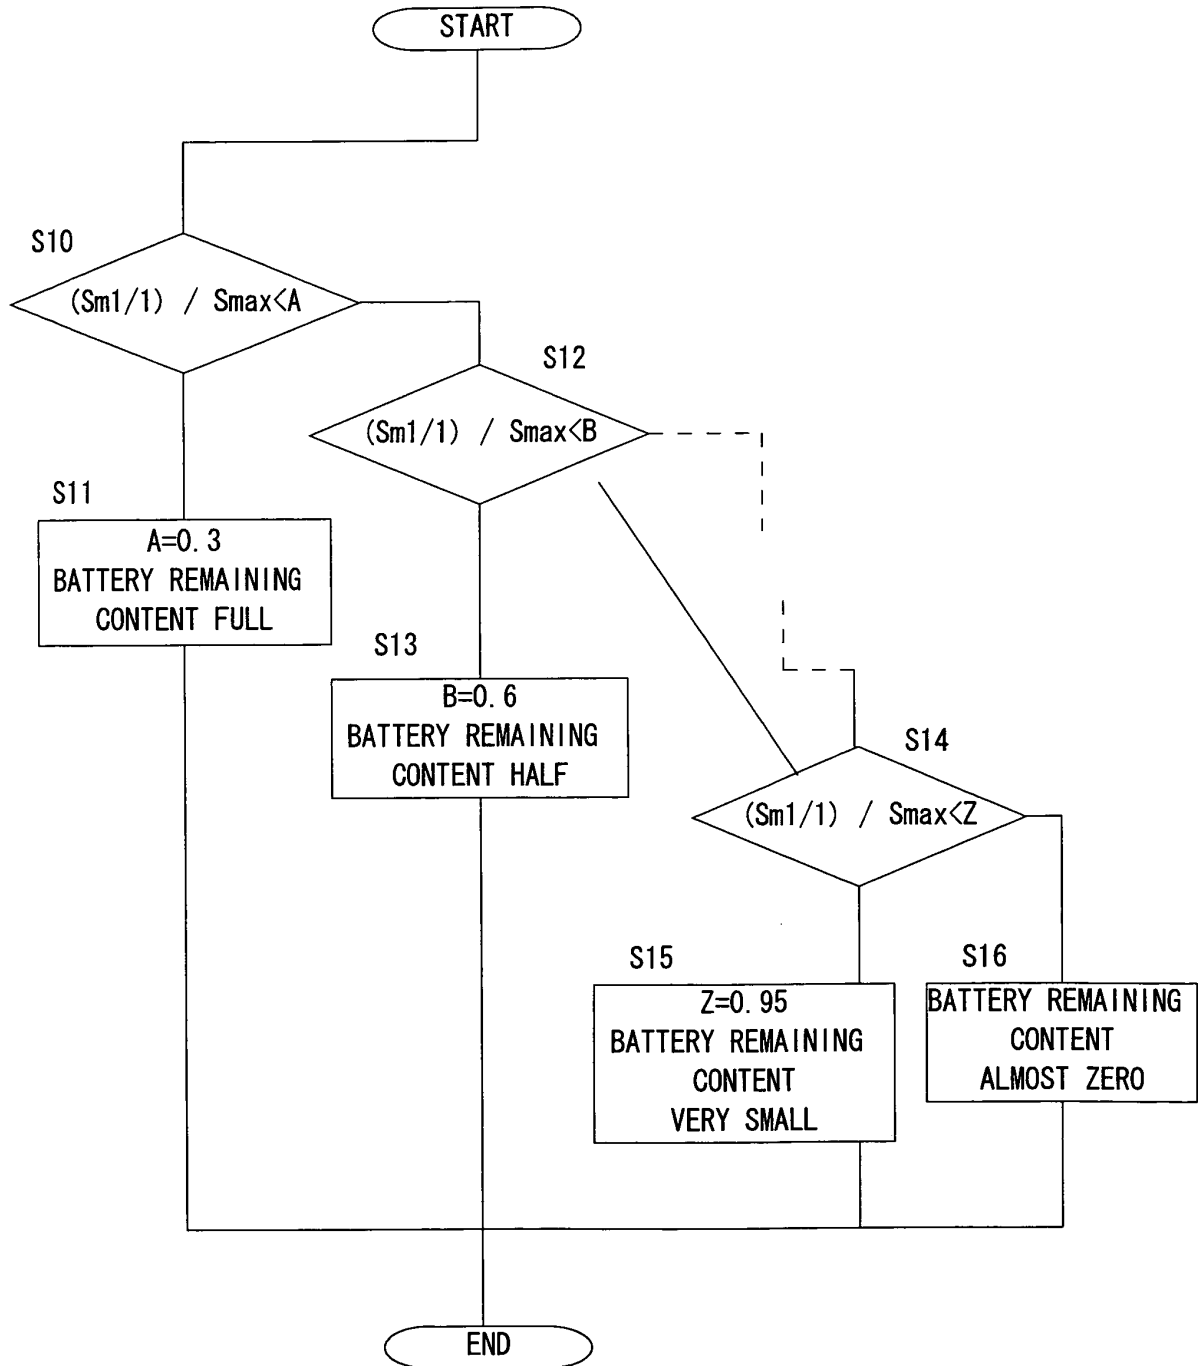 START
S10
(Sm1/1) / Smax<A
S12
(Sm1/1) / Smax<B
S11
A=0.3
BATTERY REMAINING
CONTENT FULL
S13
B=0.6
BATTERY REMAINING
CONTENT HALF
S14
(Sm1/1) / Smax<Z
S15
Z=0.95
BATTERY REMAINING
CONTENT
VERY SMALL
S16
BATTERY REMAINING
CONTENT
ALMOST ZERO
END